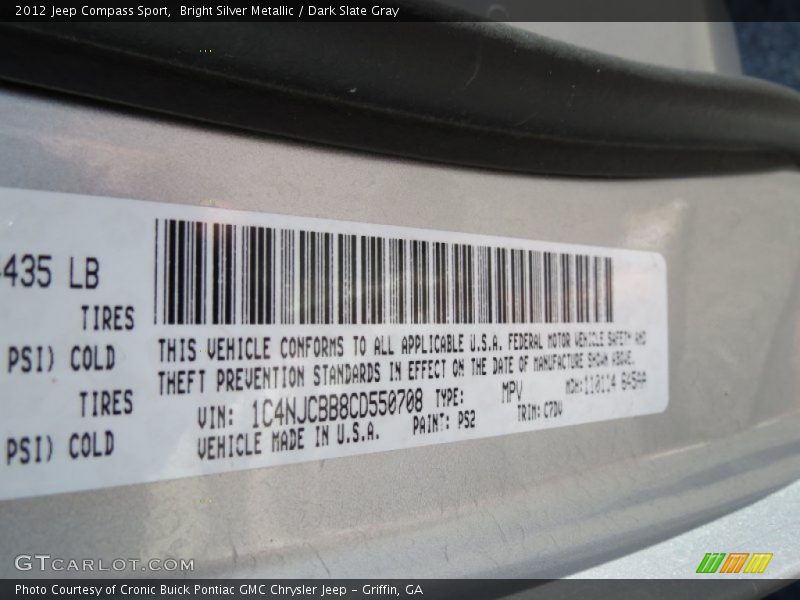 2012 Jeep Compass Sport,  Bright Silver Metallic / Dark Slate Gray
435 LB
TIRES
PSI) COLD
TIRES
PSI) COLD
THIS VEHICLE CONFORMS TO ALL APPLICABLE U.S.A. FEDERAL MOTOR VEHICLE SAFETY AND
THEFT PREVENTION STANDARDS IN EFFECT ON THE DATE OF MANUFACTURE SHOWN ABOVE.
VIN: 1C4NJCBB8CD550708 TYPE: MPV
VEHICLE MADE IN U.S.A. PAINT: PS2 TRIM: C7DV
GTCARLOT.COM
Photo Courtesy of Cronic Buick Pontiac GMC Chrysler Jeep - Griffin, GA